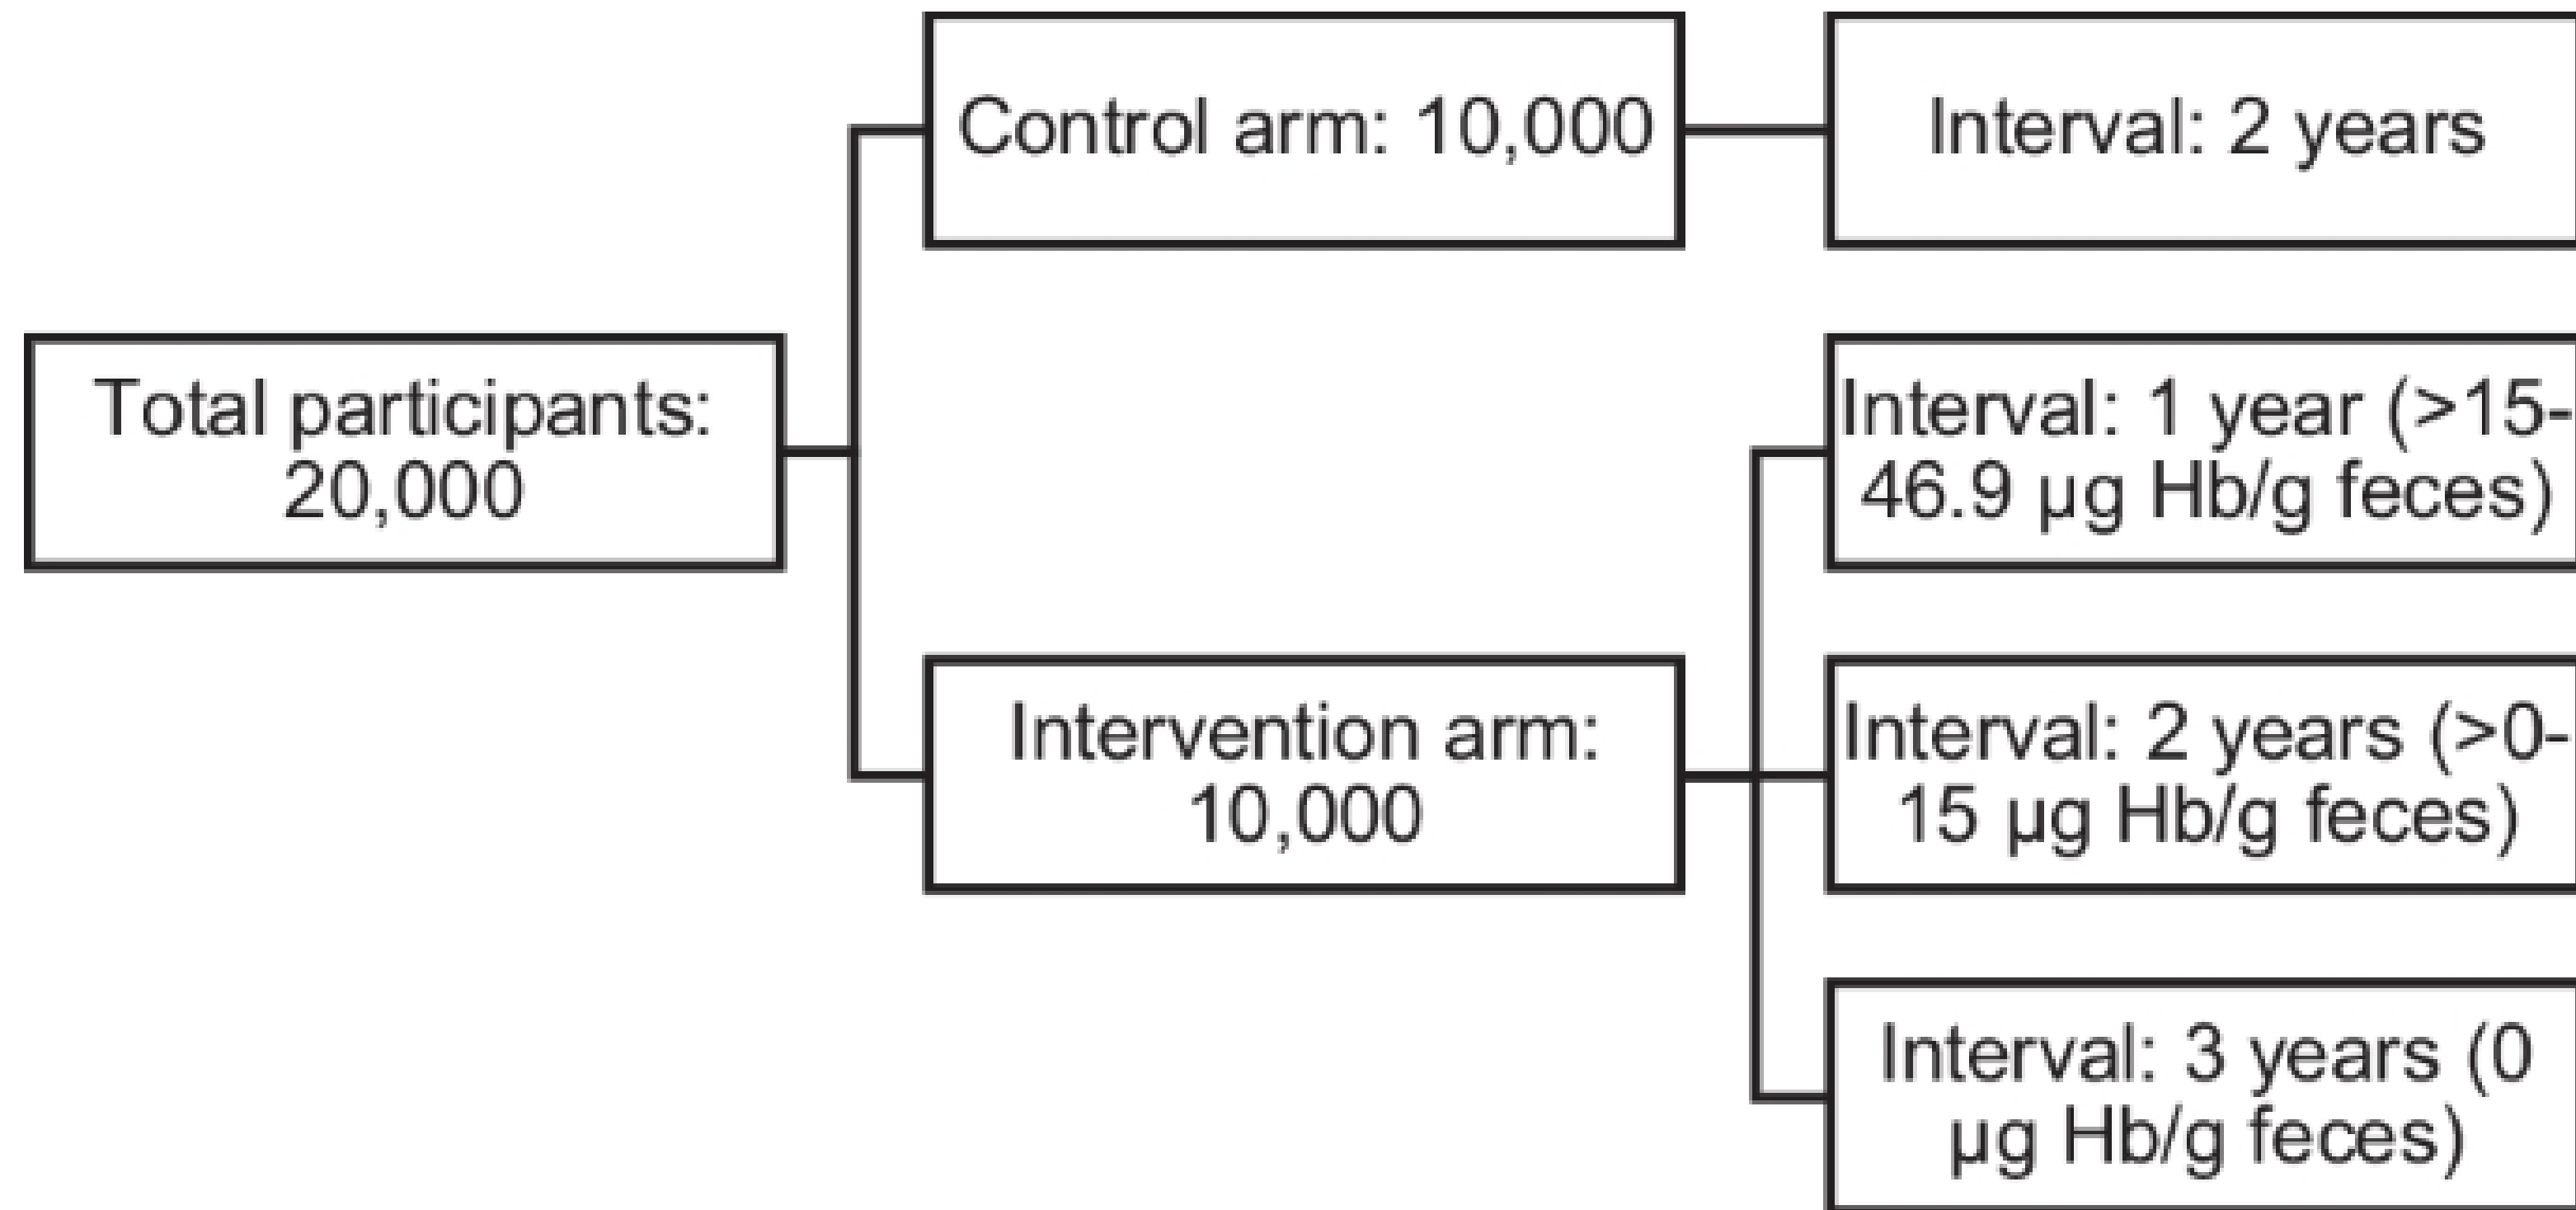 Control arm: 10,000
Interval: 2 years
Total participants:
20,000
Interval: 1 year (>15-
46.9 µg Hb/g feces)
Intervention arm:
10,000
Interval: 2 years (>0-
15 µg Hb/g feces)
Interval: 3 years (0
µg Hb/g feces)